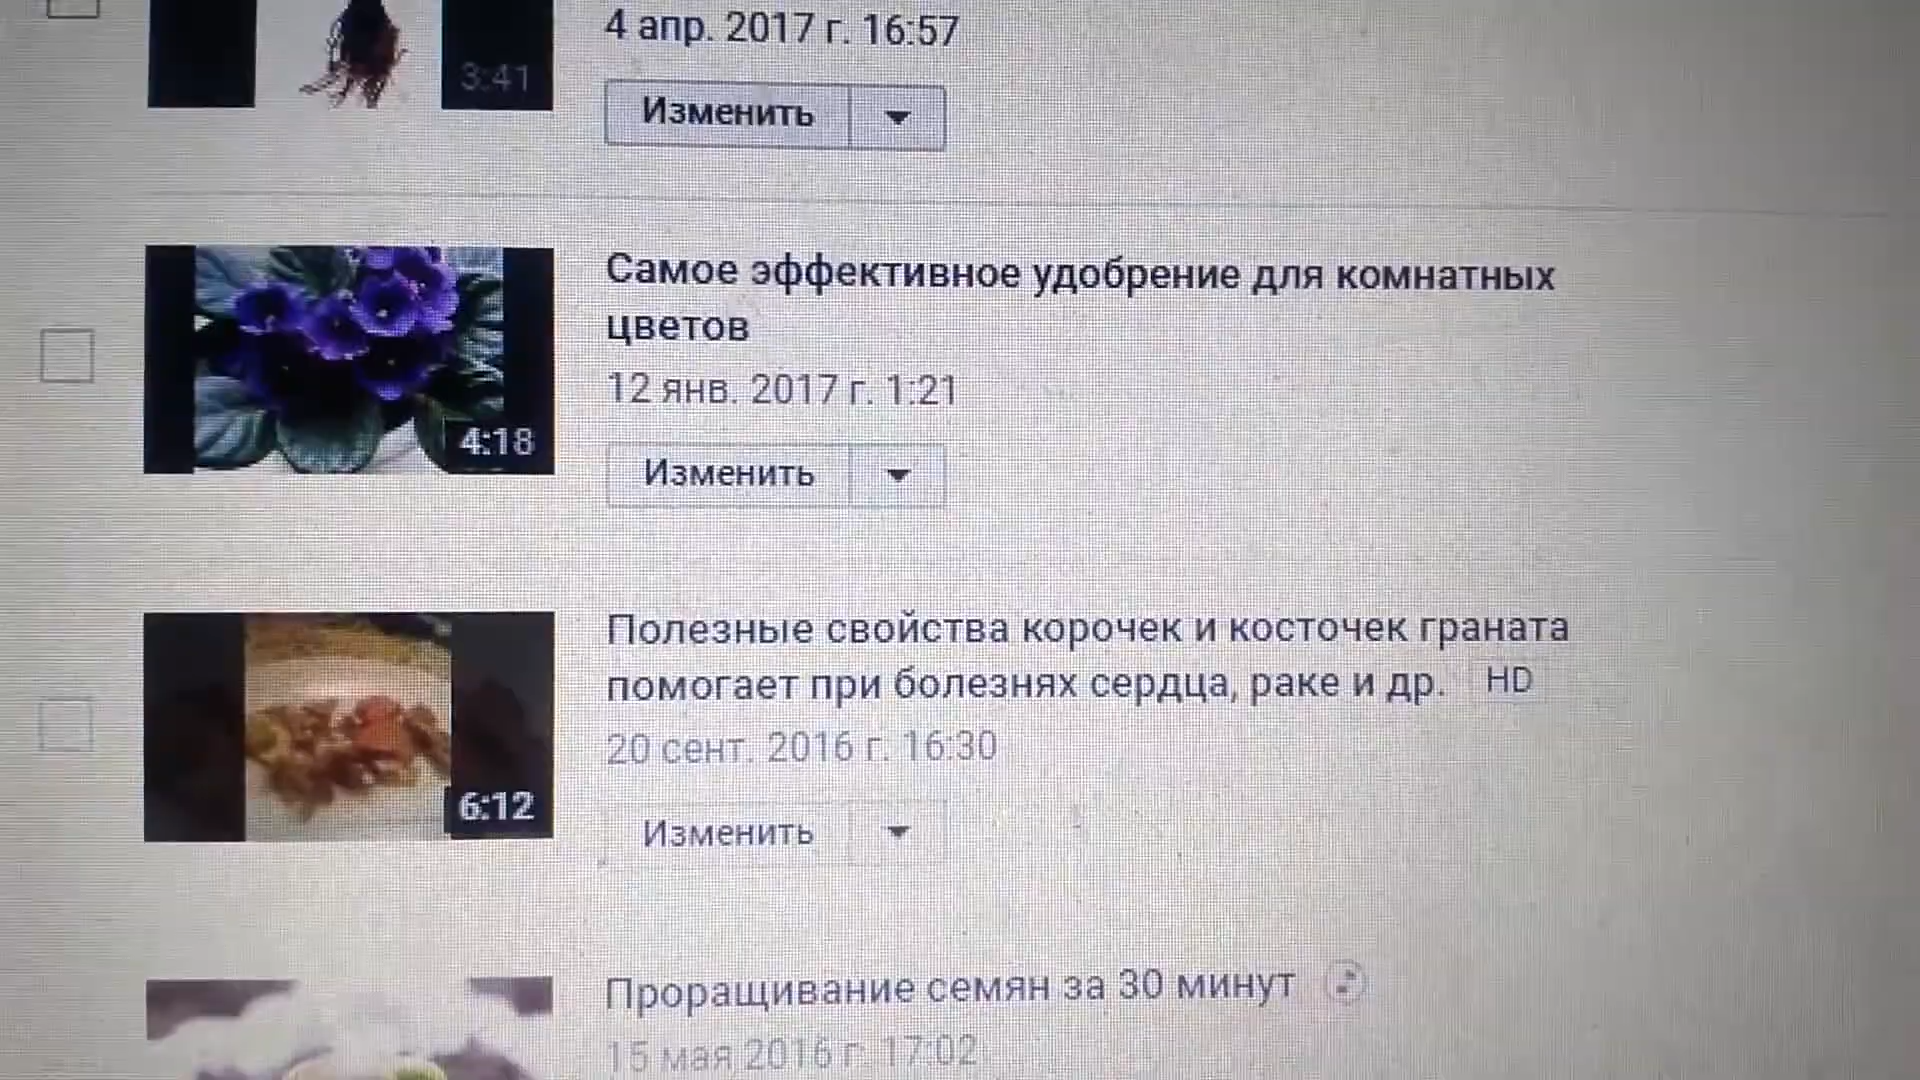 4 апр. 2017 г. 16:57
3:41
Изменить
Самое эффективное удобрение для комнатных
цветов
12 янв. 2017 г. 1:21
4:18
Изменить
Полезные свойства корочек и косточек граната
помогает при болезнях сердца, раке и др. HD
20 сент. 2016 г. 16:30
6:12
Изменить
Проращивание семян за 30 минут
15 мая 2016 г. 17:02